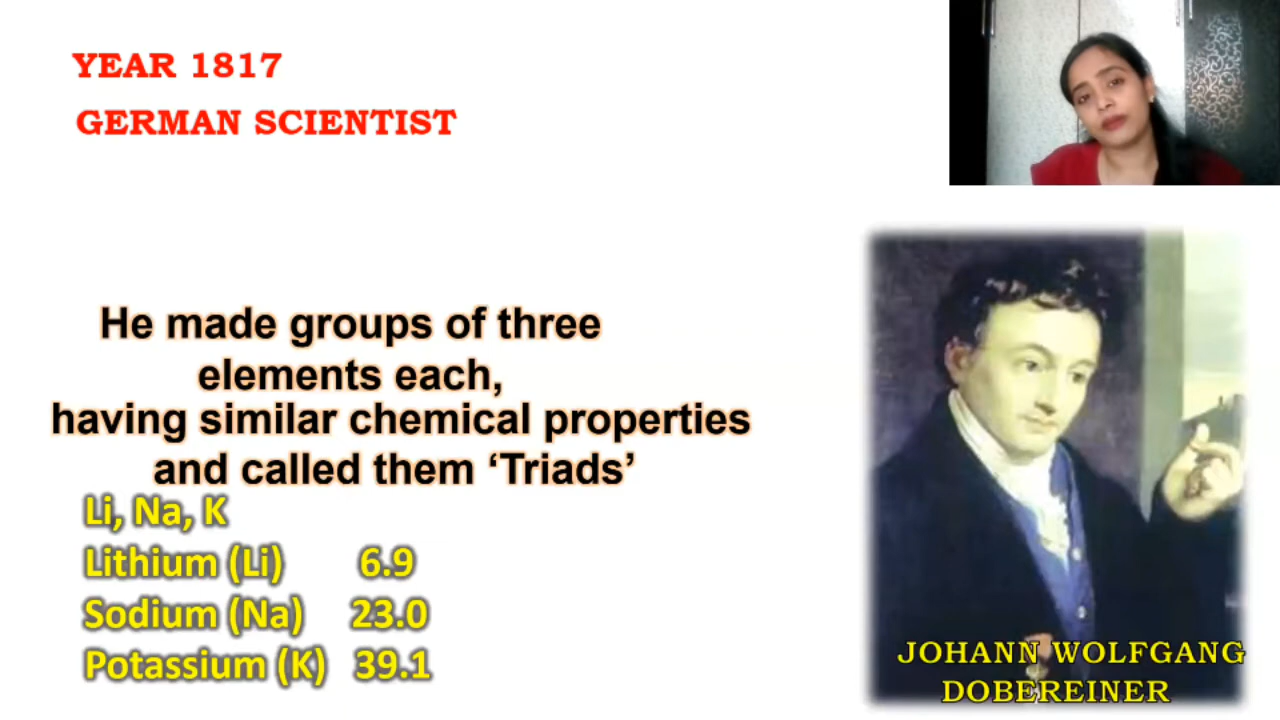 YEAR 1817
GERMAN SCIENTIST
He made groups of three
elements each,
having similar chemical properties
and called them ‘Triads’
Li, Na, K
Lithium (Li) 6.9
Sodium (Na) 23.0
Potassium (K) 39.1
JOHANN WOLFGANG
DOBEREINER